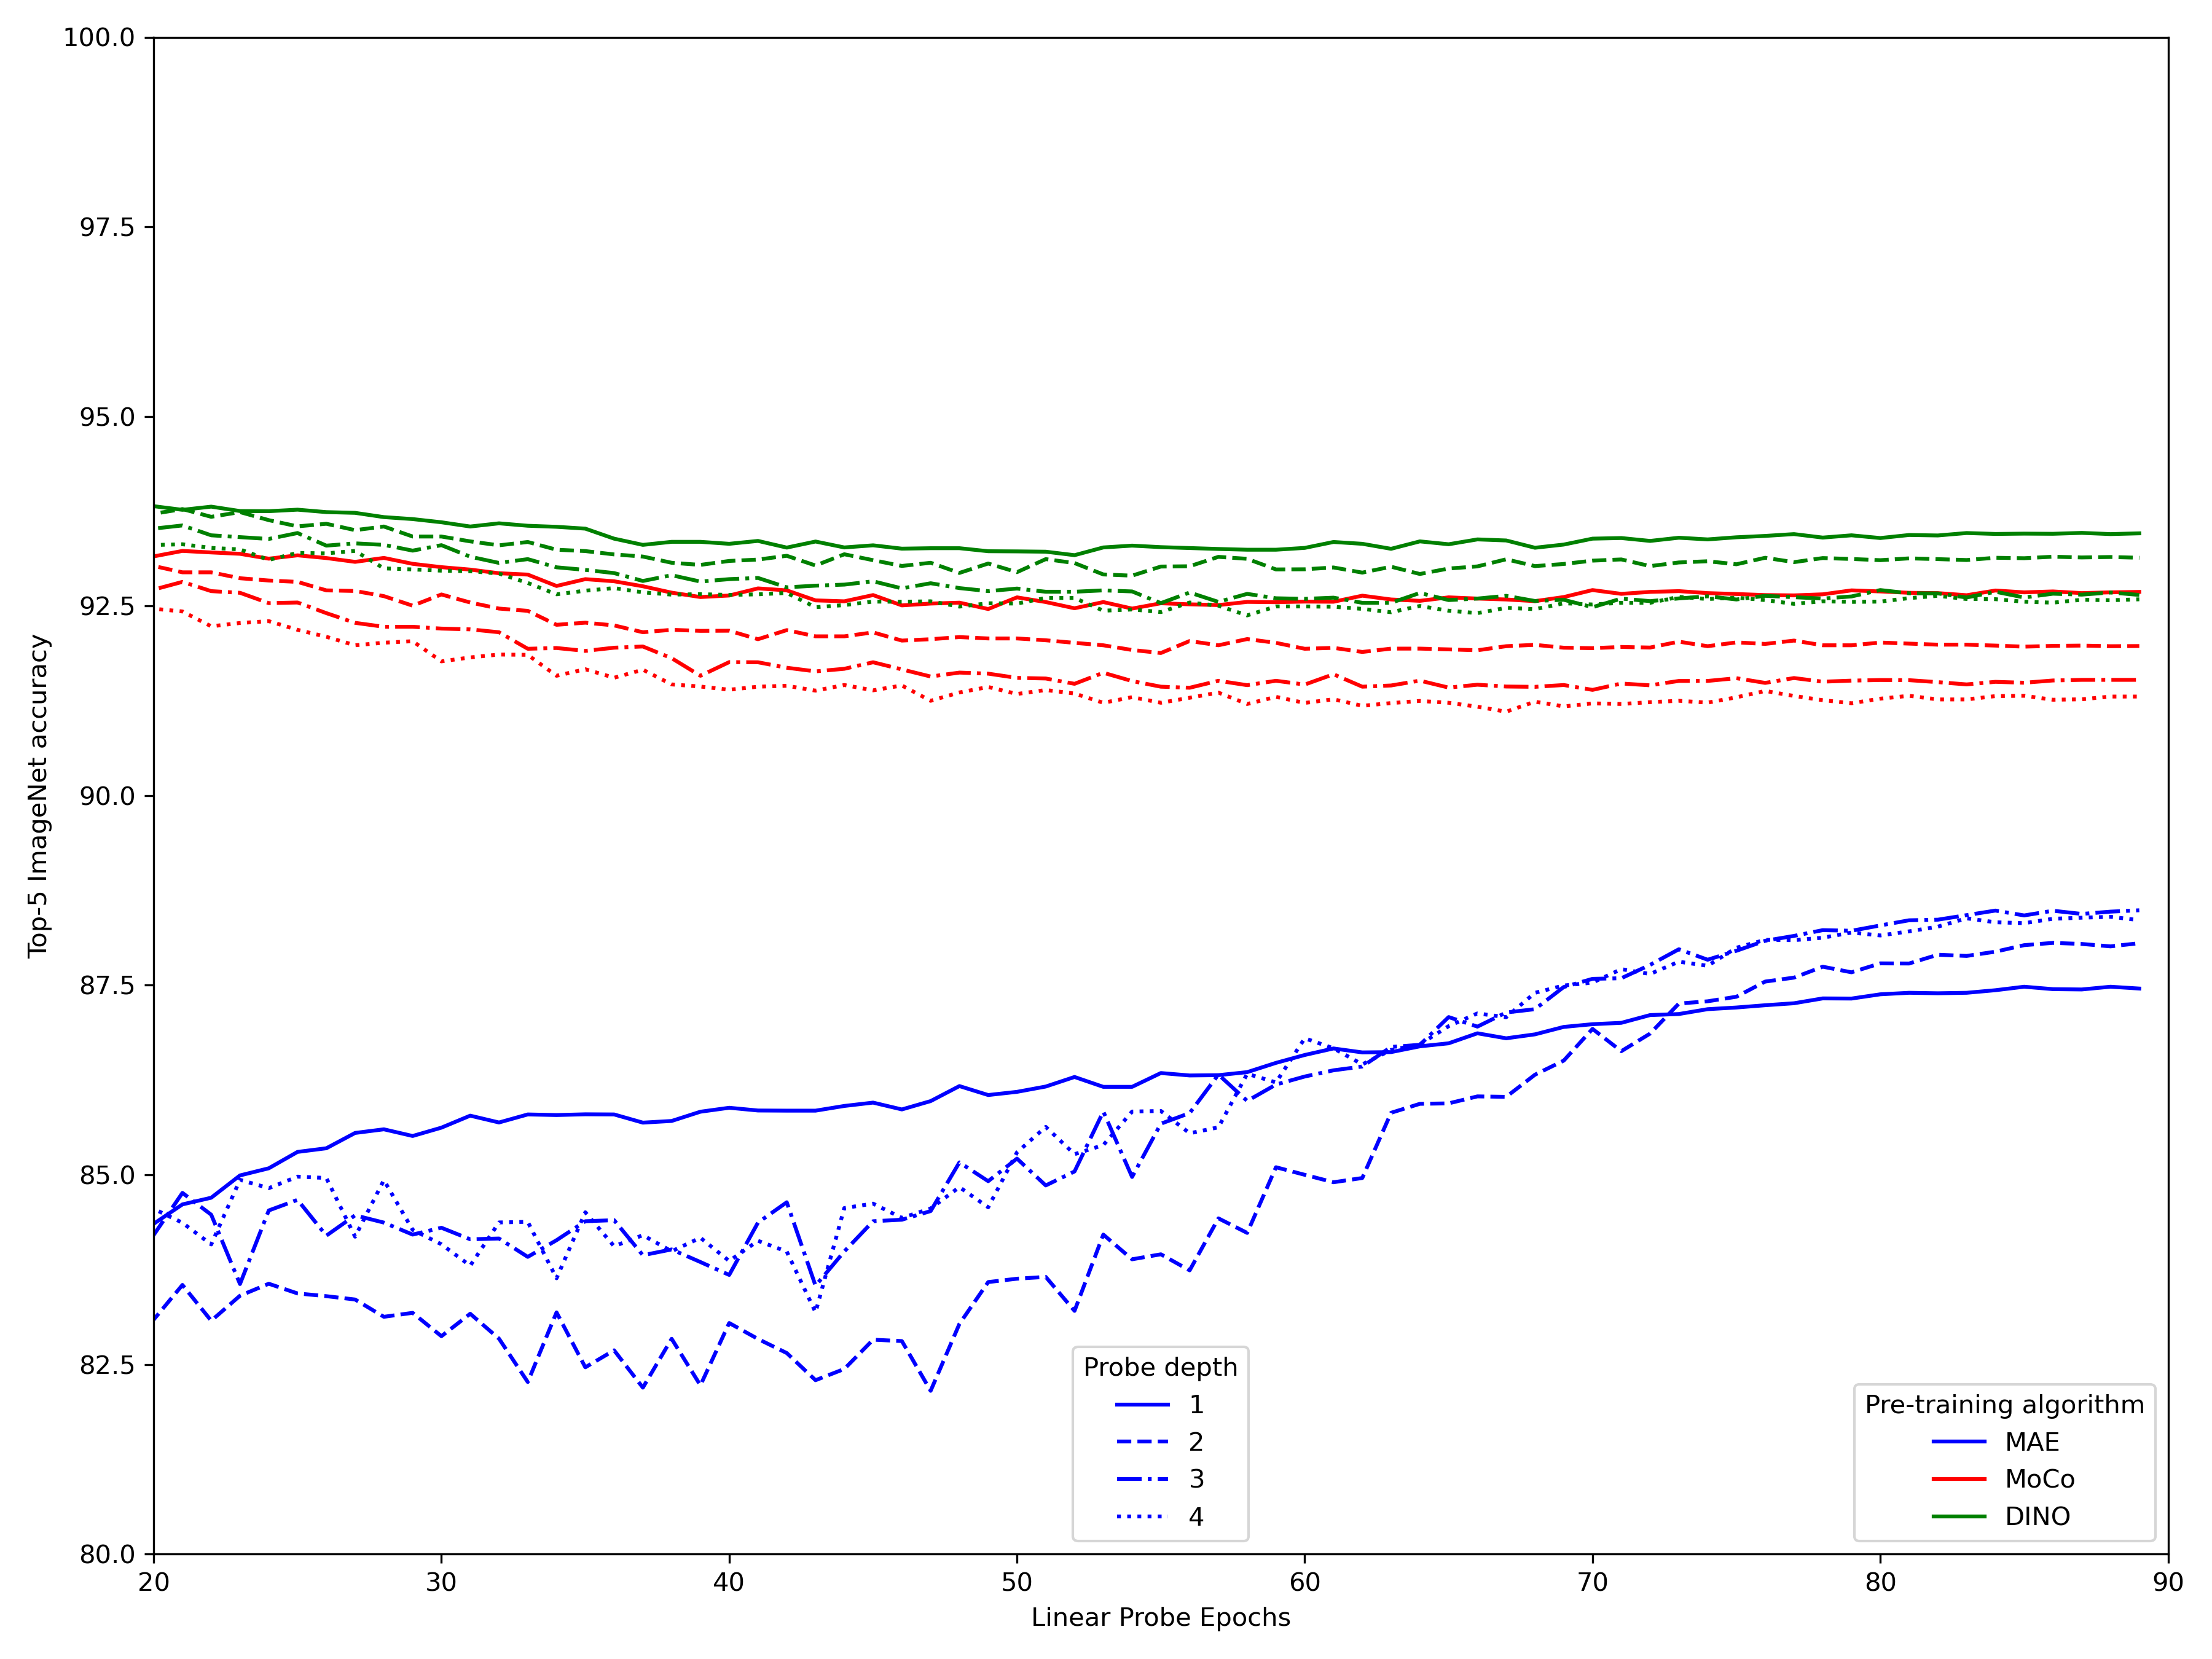 100.0
97.5
95.0
92.5
90.0
87.5
85.0
82.5
80.0
Top-5 ImageNet accuracy
20 30 40 50 60 70 80 90
Linear Probe Epochs
Probe depth
1
2
3
4
Pre-training algorithm
MAE
MoCo
DINO